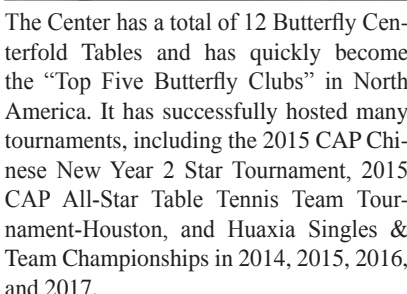 The Center has a total of 12 Butterfly Cen-
terfold Tables and has quickly become
the “Top Five Butterfly Clubs” in North
America. It has successfully hosted many
tournaments, including the 2015 CAP Chi-
nese New Year 2 Star Tournament, 2015
CAP All-Star Table Tennis Team Tour-
nament-Houston, and Huaxia Singles &
Team Championships in 2014, 2015, 2016,
and 2017.